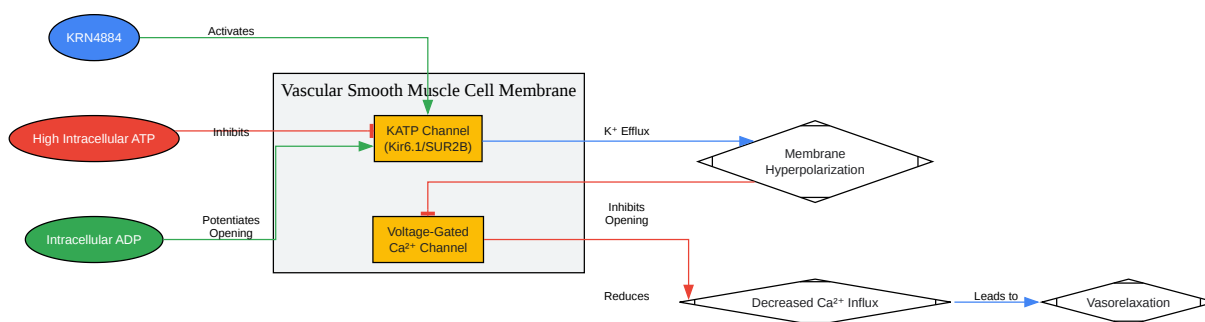 KRN4884
Activates
Vascular Smooth Muscle Cell Membrane
High Intracellular ATP
Inhibits
KATP Channel
(Kir6.1/SUR2B)
K⁺ Efflux
Membrane
Hyperpolarization
Intracellular ADP
Potentiates
Opening
Voltage-Gated
Ca²⁺ Channel
Inhibits
Opening
Reduces
Decreased Ca²⁺ Influx
Leads to
Vasorelaxation